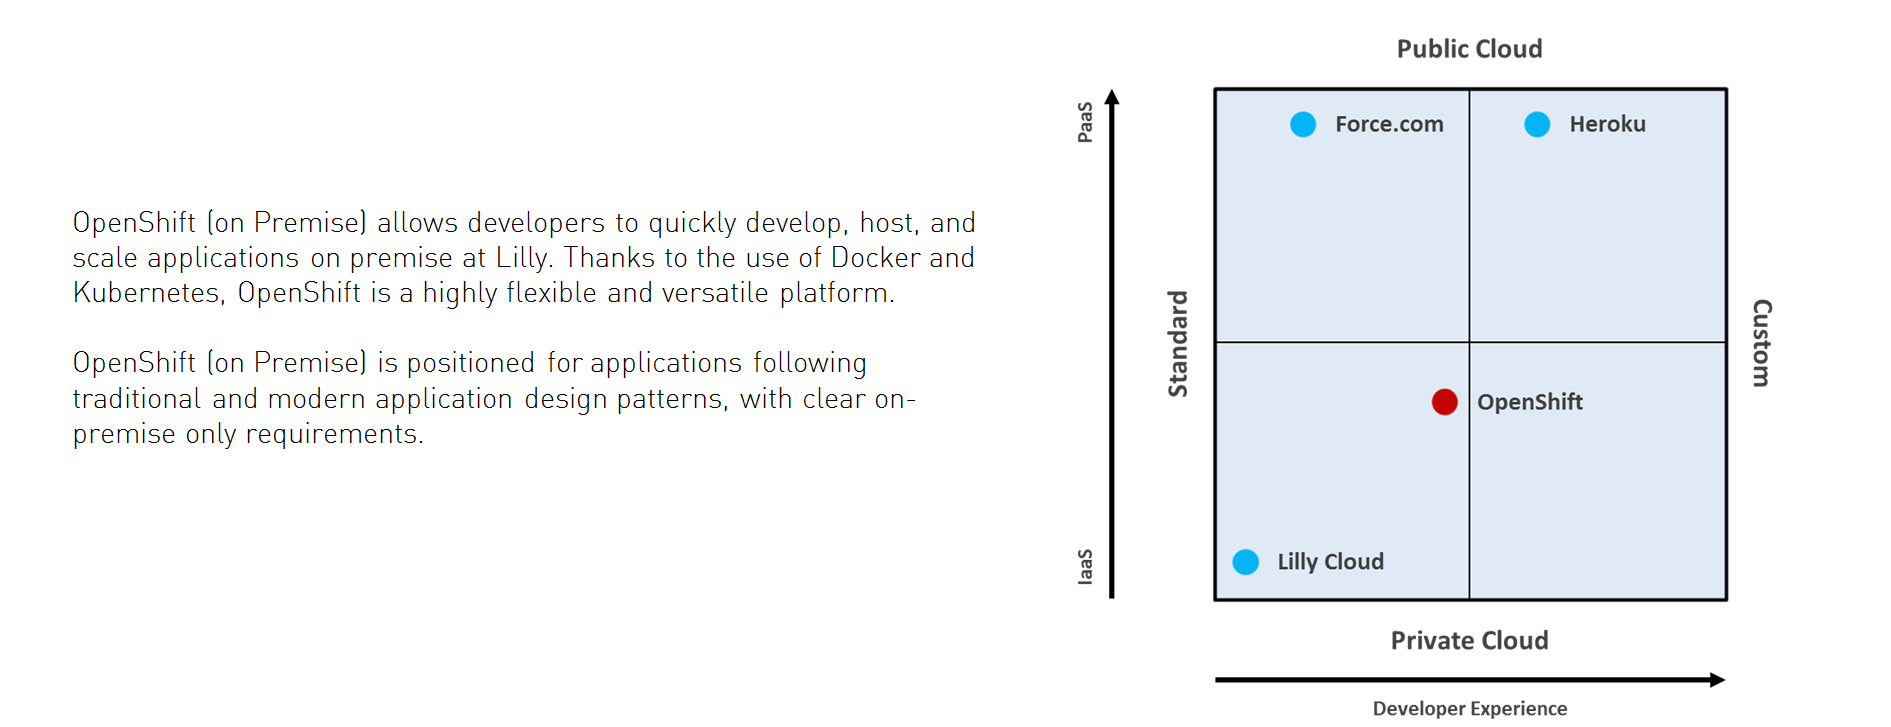 OpenShift (on Premise) allows developers to quickly develop, host, and
scale applications on premise at Lilly. Thanks to the use of Docker and
Kubernetes, OpenShift is a highly flexible and versatile platform.
OpenShift (on Premise) is positioned for applications following
traditional and modern application design patterns, with clear on-
premise only requirements.
Public Cloud
PaaS
Force.com
Heroku
Standard
Custom
OpenShift
IaaS
Lilly Cloud
Private Cloud
Developer Experience